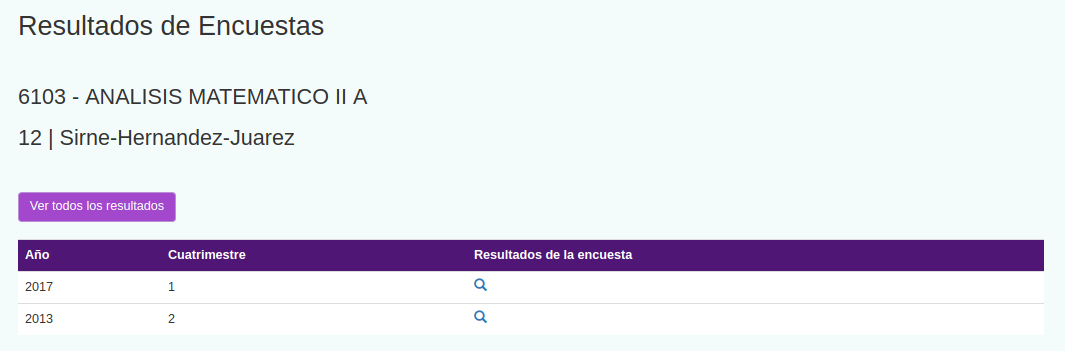 Resultados de Encuestas
6103 - ANALISIS MATEMATICO II A
12 | Sirne-Hernandez-Juarez
Ver todos los resultados
Año Cuatrimestre Resultados de la encuesta
2017 1
2013 2